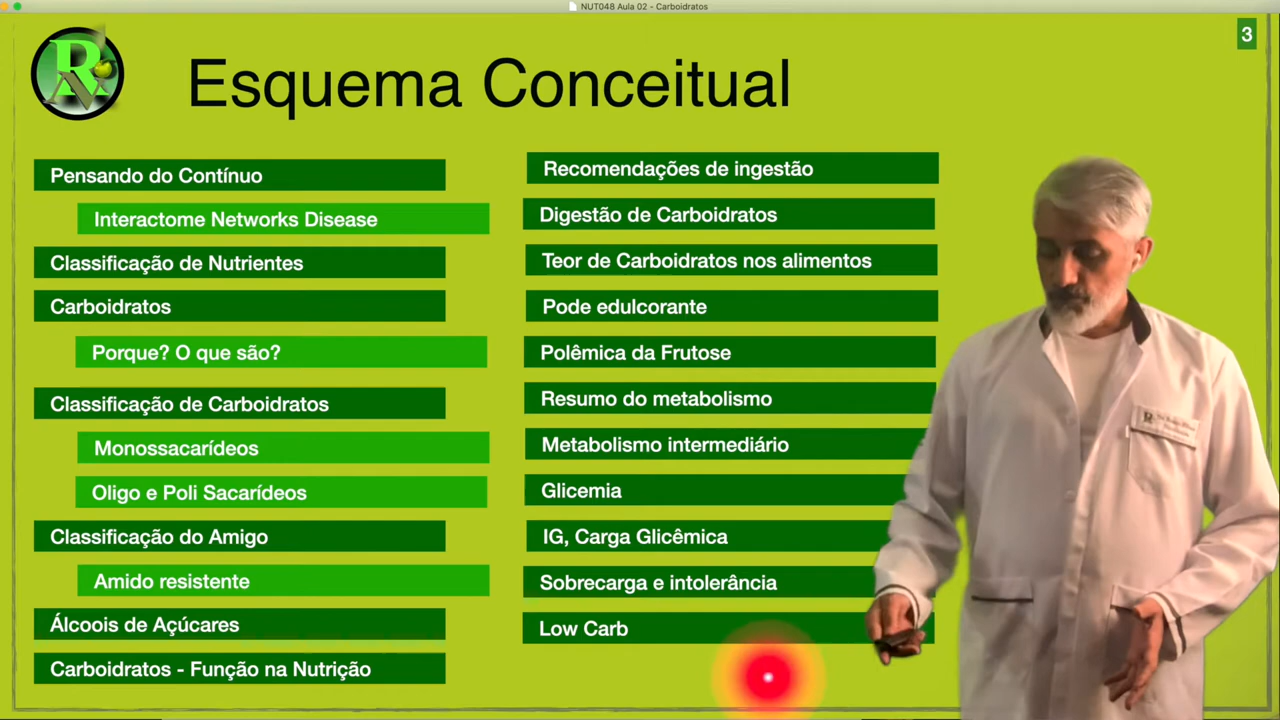 NUT048 Aula 02 - Carboidratos
3
Esquema Conceitual
Pensando do Contínuo
Interactome Networks Disease
Classificação de Nutrientes
Carboidratos
Porque? O que são?
Classificação de Carboidratos
Monossacarídeos
Oligo e Poli Sacarídeos
Classificação do Amigo
Amido resistente
Álcoois de Açúcares
Carboidratos - Função na Nutrição
Recomendações de ingestão
Digestão de Carboidratos
Teor de Carboidratos nos alimentos
Pode edulcorante
Polêmica da Frutose
Resumo do metabolismo
Metabolismo intermediário
Glicemia
IG, Carga Glicêmica
Sobrecarga e intolerância
Low Carb